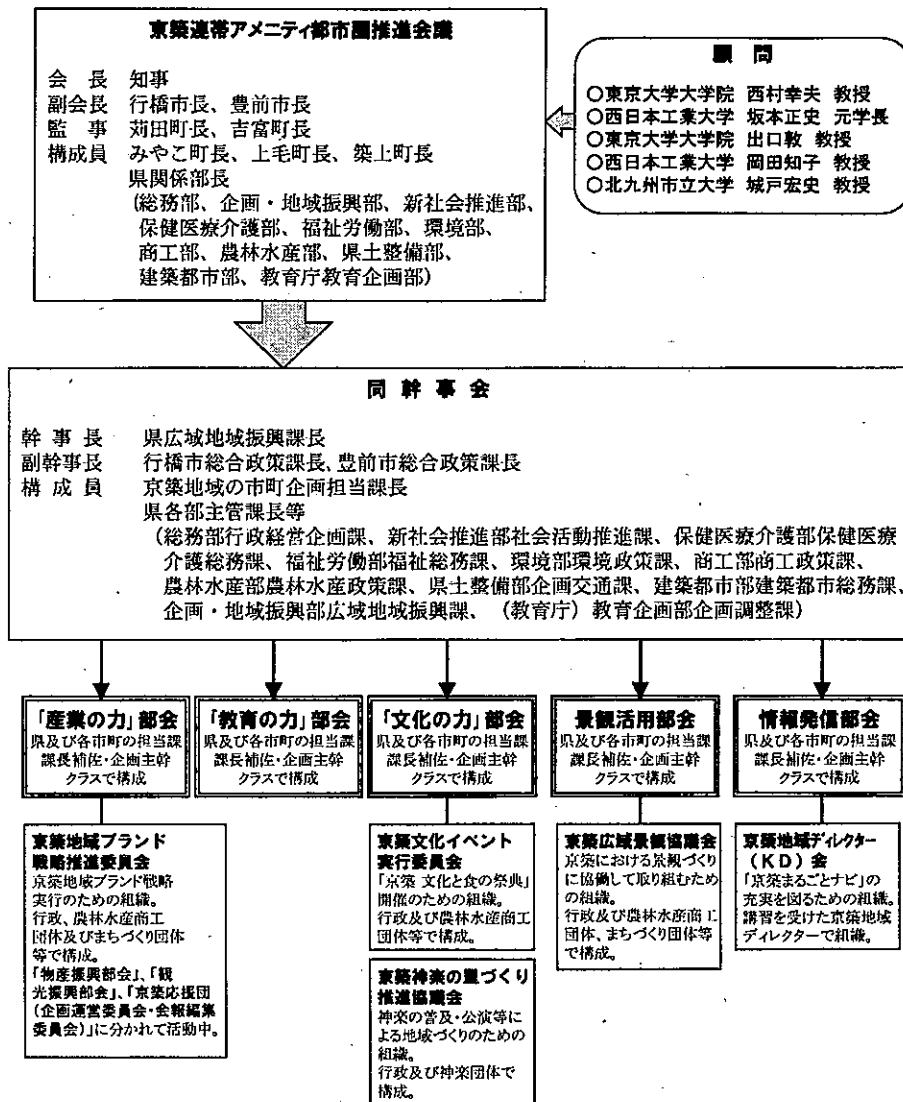 京築連帯アメニティ都市圏推進会議
会　長　知事
副会長　行橋市長、豊前市長
監　事　苅田町長、吉富町長
構成員　みやこ町長、上毛町長、築上町長
県関係部長
(総務部、企画・地域振興部、新社会推進部、
保健医療介護部、福祉労働部、環境部、
商工部、農林水産部、県土整備部、
建築都市部、教育庁教育企画部)
顧　問
○東京大学大学院　西村幸夫　教授
○西日本工業大学　坂本正史　元学長
○東京大学大学院　出口敦　教授
○西日本工業大学　岡田知子　教授
○北九州市立大学　城戸宏史　教授
同　幹　事　会
幹　事　長　県広域地域振興課長
副幹事長　行橋市総合政策課長、豊前市総合政策課長
構　成　員　京築地域の市町企画担当課長
県各部主管課長等
(総務部行政経営企画課、新社会推進部社会活動推進課、保健医療介護部保健医療
介護総務課、福祉労働部福祉総務課、環境部環境政策課、商工部商工政策課、
農林水産部農林水産政策課、県土整備部企画交通課、建築都市部建築都市総務課、
企画・地域振興部広域地域振興課、(教育庁)教育企画部企画調整課)
「産業の力」部会
県及び各市町の担当課
課長補佐・企画主幹
クラスで構成
「教育の力」部会
県及び各市町の担当課
課長補佐・企画主幹
クラスで構成
「文化の力」部会
県及び各市町の担当課
課長補佐・企画主幹
クラスで構成
景観活用部会
県及び各市町の担当課
課長補佐・企画主幹
クラスで構成
情報発信部会
県及び各市町の担当課
課長補佐・企画主幹
クラスで構成
京築地域ブランド
戦略推進委員会
京築地域ブランド戦略
実行のための組織。
行政、農林水産商工
団体及びまちづくり団体
等で構成。
「物産振興部会」、「観
光振興部会」、「京築応援団
(企画運営委員会・会報編集
委員会)」に分かれて活動中。
京築文化イベント
実行委員会
「京築 文化と食の祭典」
開催のための組織。
行政及び農林水産商工
団体等で構成。
京築神楽の里づくり
推進協議会
神楽の普及・公演等に
よる地域づくりのための
組織。
行政及び神楽団体で
構成。
京築広域景観協議会
京築における景観づくり
に協働して取り組むため
の組織。
行政及び農林水産商工
団体、まちづくり団体等
で構成。
京築地域ディレクター
(KD)会
「京築まるごとナビ」の
充実を図るための組織。
講習を受けた京築地域
ディレクターで組織。